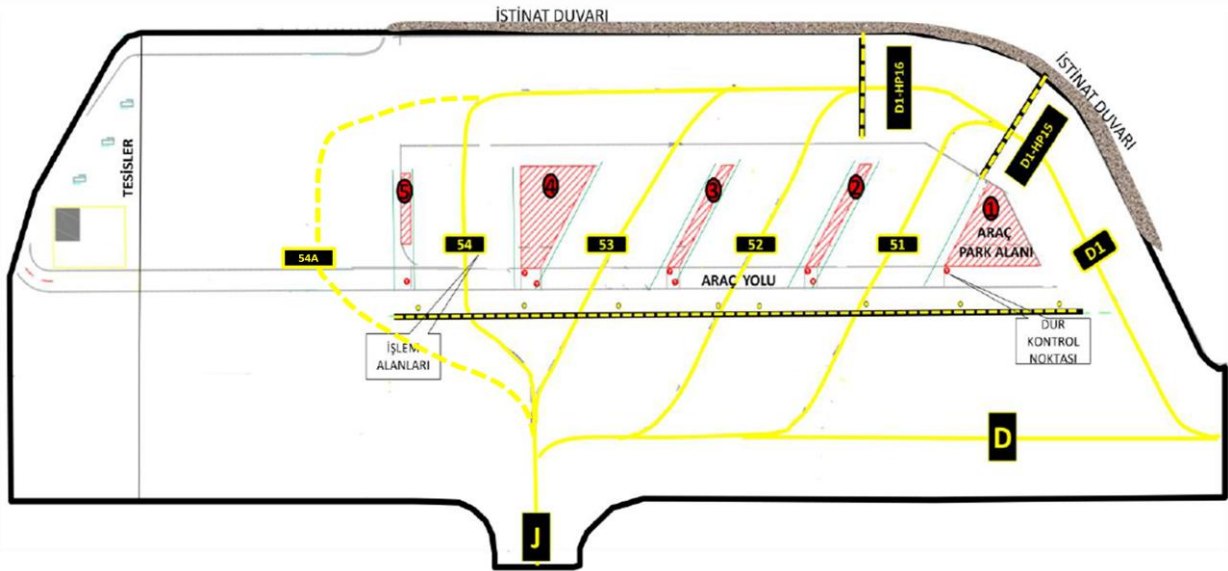 İSTİNAT DUVARI
İSTİNAT DUVARI
D1-HP16
D1-HP15
TESİSLER
5
4
3
2
1
ARAÇ
PARK ALANI
54A
54
53
52
51
D1
ARAÇ YOLU
İŞLEM
ALANLARI
DUR
KONTROL
NOKTASI
D
J